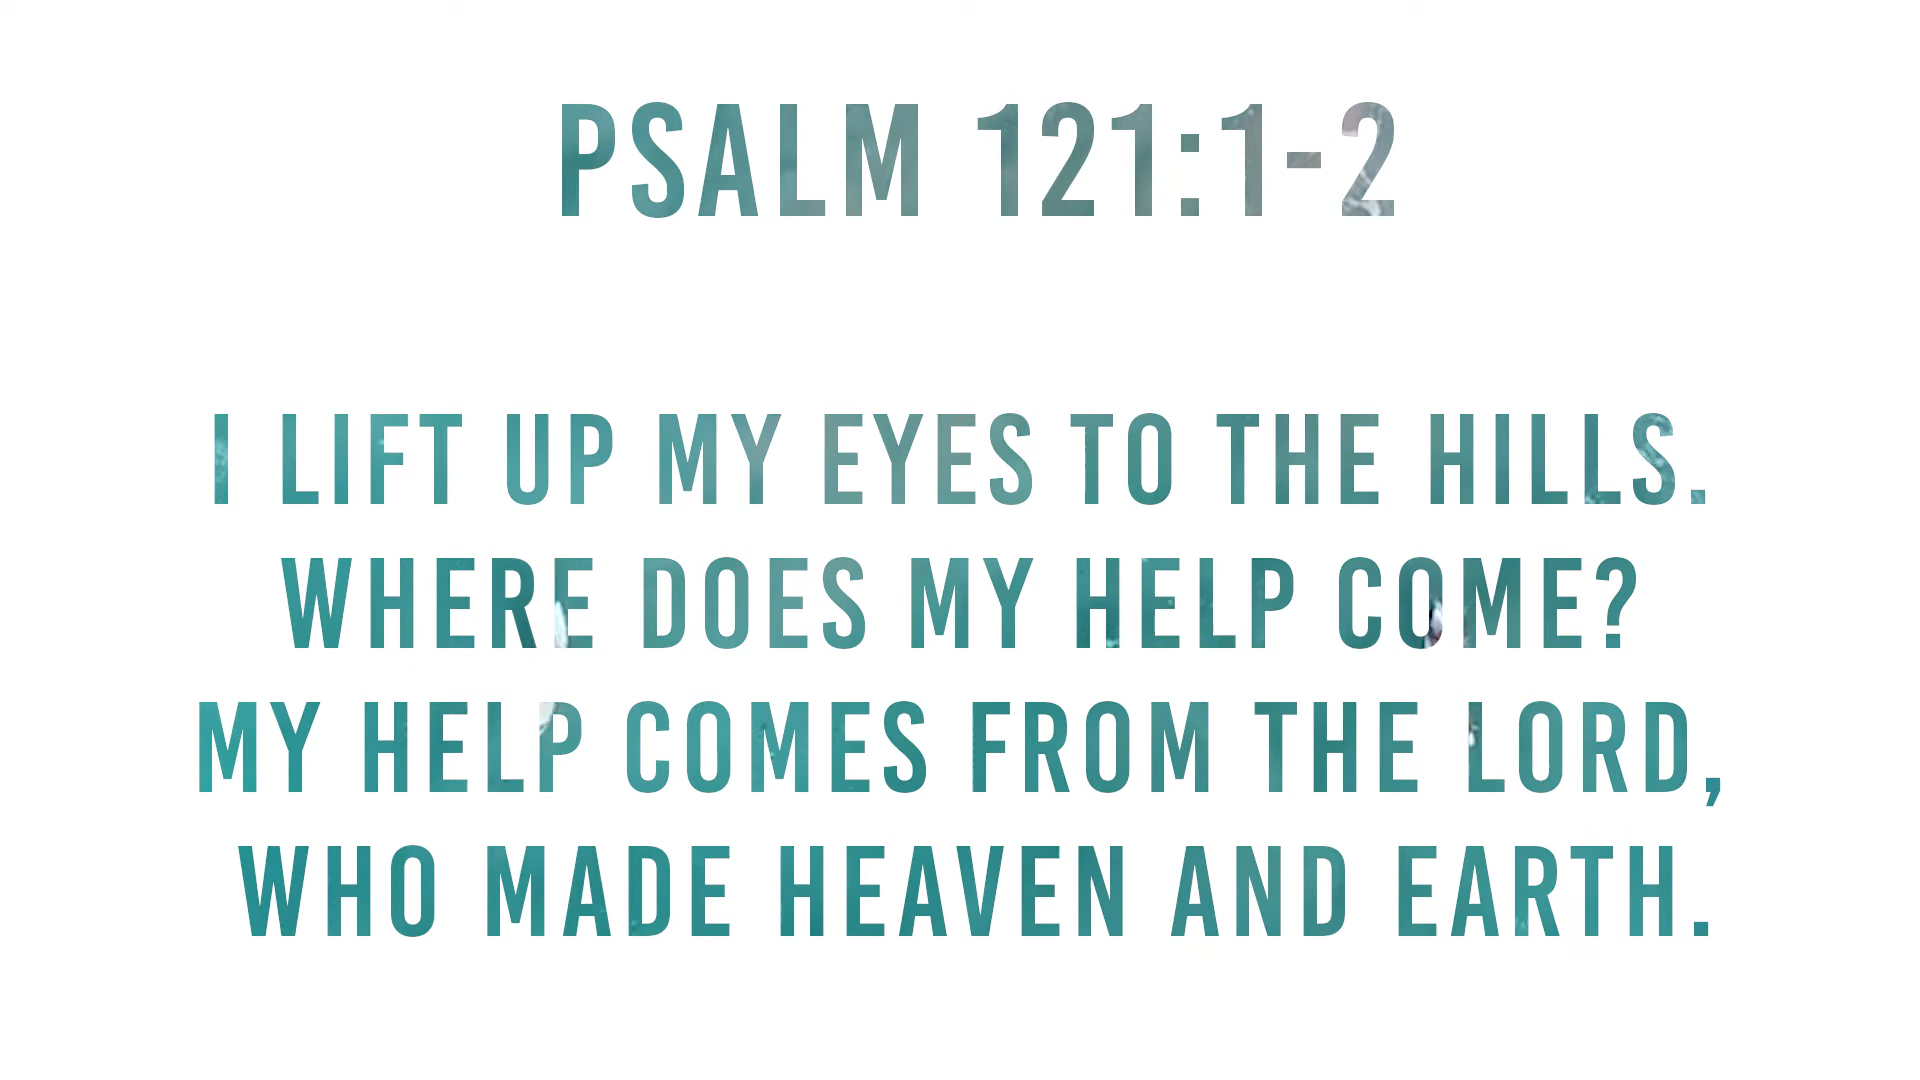 PSALM 121:1-2
I LIFT UP MY EYES TO THE HILLS.
WHERE DOES MY HELP COME?
MY HELP COMES FROM THE LORD,
WHO MADE HEAVEN AND EARTH.